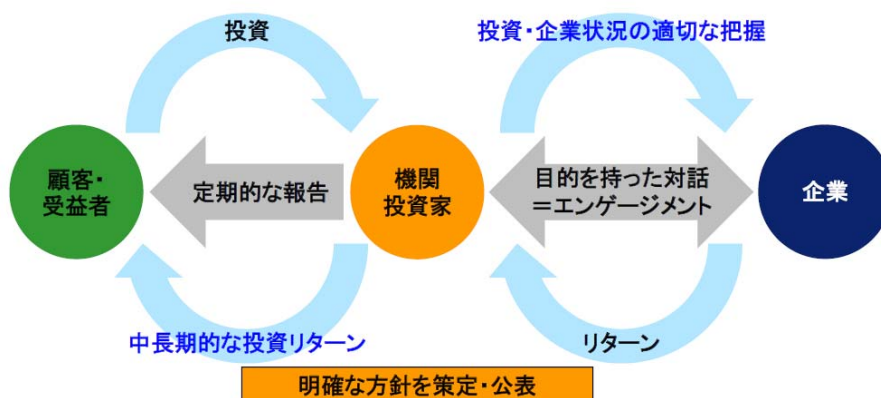 投資
投資・企業状況の適切な把握
顧客・
受益者
定期的な報告
機関
投資家
目的を持った対話
＝エンゲージメント
企業
中長期的な投資リターン
リターン
明確な方針を策定・公表